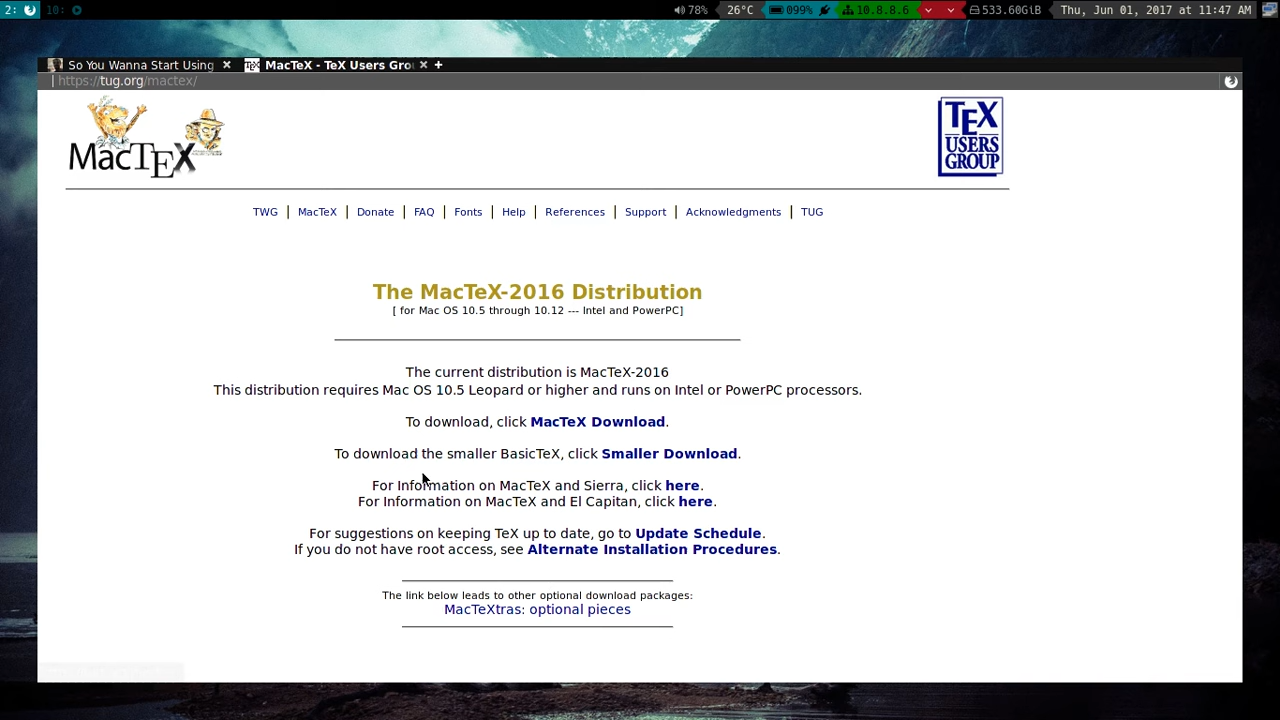 2: 10: 78% 26°C 099% 10.8.8.6 533.60GiB Thu, Jun 01, 2017 at 11:47 AM
So You Wanna Start Using MacTeX - TeX Users Gro
https://tug.org/mactex/
MacTEX
TEX
USERS
GROUP
TWG | MacTeX | Donate | FAQ | Fonts | Help | References | Support | Acknowledgments | TUG
The MacTeX-2016 Distribution
[ for Mac OS 10.5 through 10.12 --- Intel and PowerPC]
The current distribution is MacTeX-2016
This distribution requires Mac OS 10.5 Leopard or higher and runs on Intel or PowerPC processors.
To download, click MacTeX Download.
To download the smaller BasicTeX, click Smaller Download.
For Information on MacTeX and Sierra, click here.
For Information on MacTeX and El Capitan, click here.
For suggestions on keeping TeX up to date, go to Update Schedule.
If you do not have root access, see Alternate Installation Procedures.
The link below leads to other optional download packages:
MacTeXtras: optional pieces